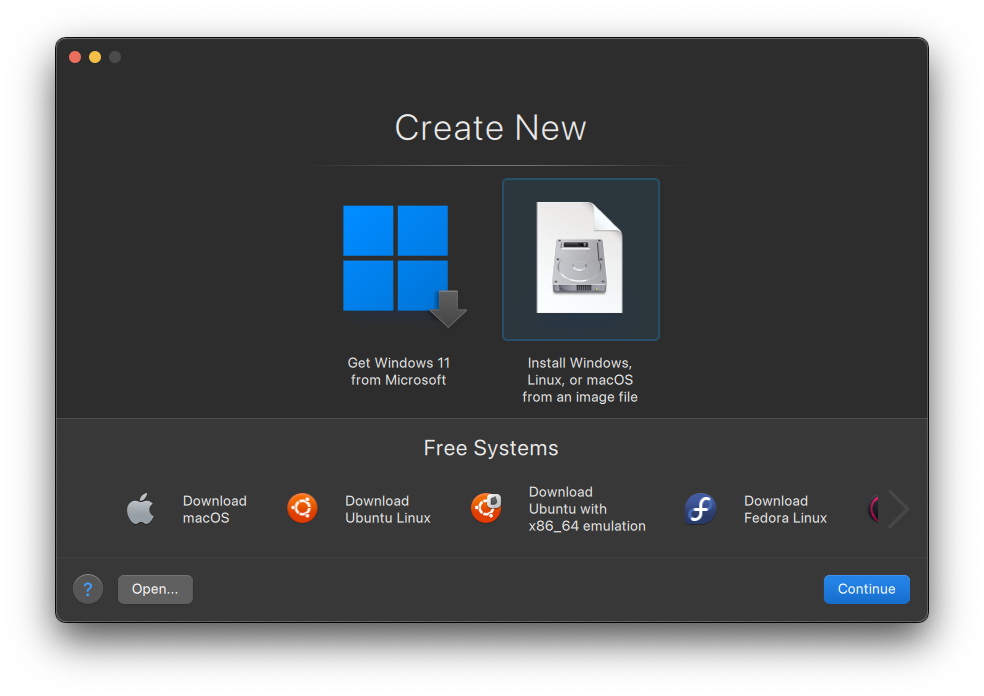 Create New
Get Windows 11
from Microsoft
Install Windows,
Linux, or macOS
from an image file
Free Systems
Download
macOS
Download
Ubuntu Linux
Download
Ubuntu with
x86_64 emulation
Download
Fedora Linux
?
Open...
Continue